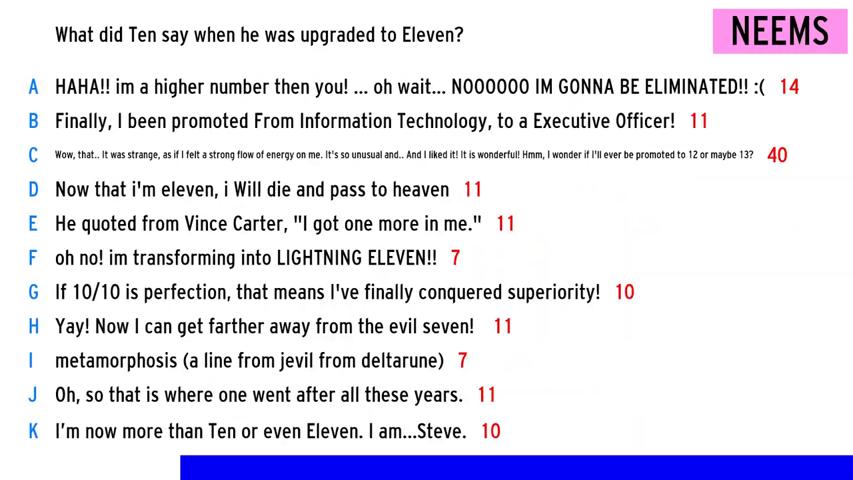 What did Ten say when he was upgraded to Eleven?
NEEMS
A HAHA!! im a higher number then you! ... oh wait... NOOOOOO IM GONNA BE ELIMINATED!! :( 14
B Finally, I been promoted From Information Technology, to a Executive Officer! 11
C Wow, that.. It was strange, as if I felt a strong flow of energy on me. It's so unusual and.. And I liked it! It is wonderful! Hmm, I wonder if I'll ever be promoted to 12 or maybe 13? 40
D Now that i'm eleven, i Will die and pass to heaven 11
E He quoted from Vince Carter, "I got one more in me." 11
F oh no! im transforming into LIGHTNING ELEVEN!! 7
G If 10/10 is perfection, that means I've finally conquered superiority! 10
H Yay! Now I can get farther away from the evil seven! 11
I metamorphosis (a line from jevil from deltarune) 7
J Oh, so that is where one went after all these years. 11
K I'm now more than Ten or even Eleven. I am...Steve. 10